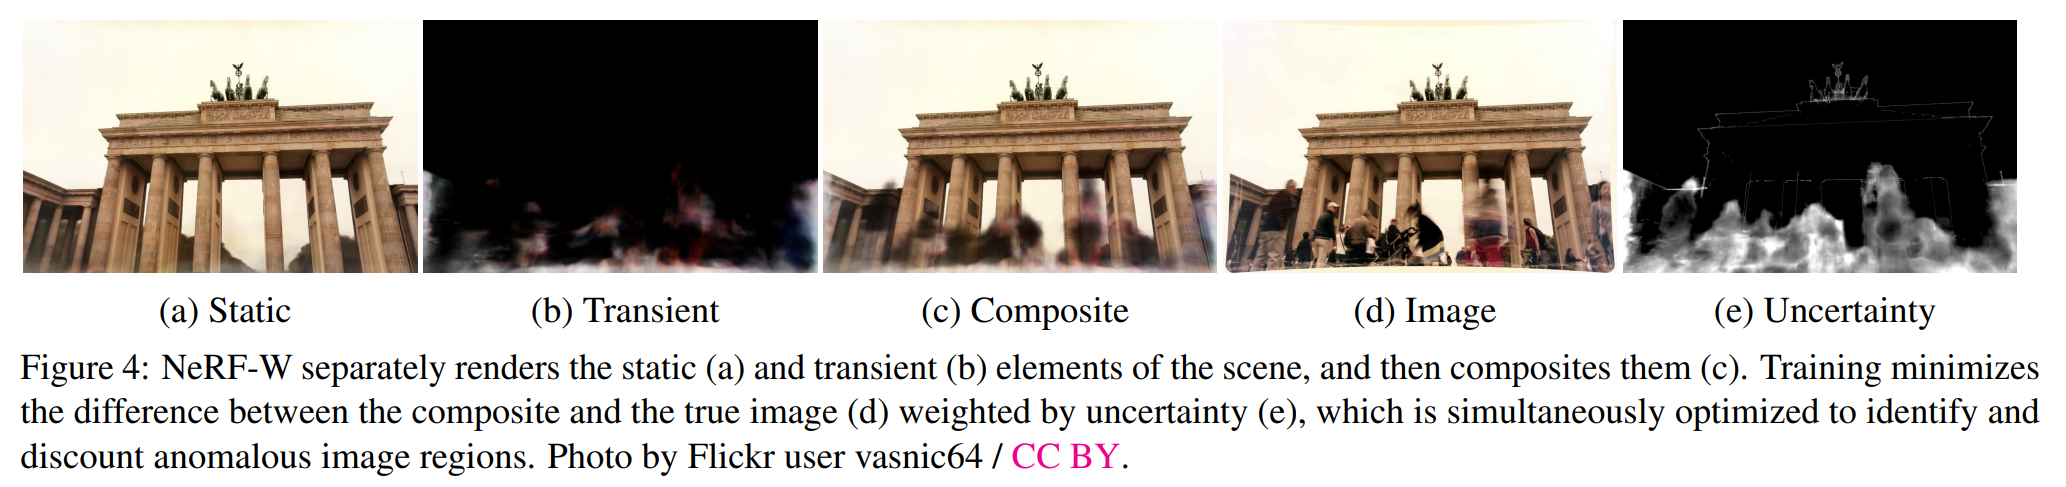 (a) Static (b) Transient (c) Composite (d) Image (e) Uncertainty
Figure 4: NeRF-W separately renders the static (a) and transient (b) elements of the scene, and then composites them (c). Training minimizes
the difference between the composite and the true image (d) weighted by uncertainty (e), which is simultaneously optimized to identify and
discount anomalous image regions. Photo by Flickr user vasnic64 / CC BY.